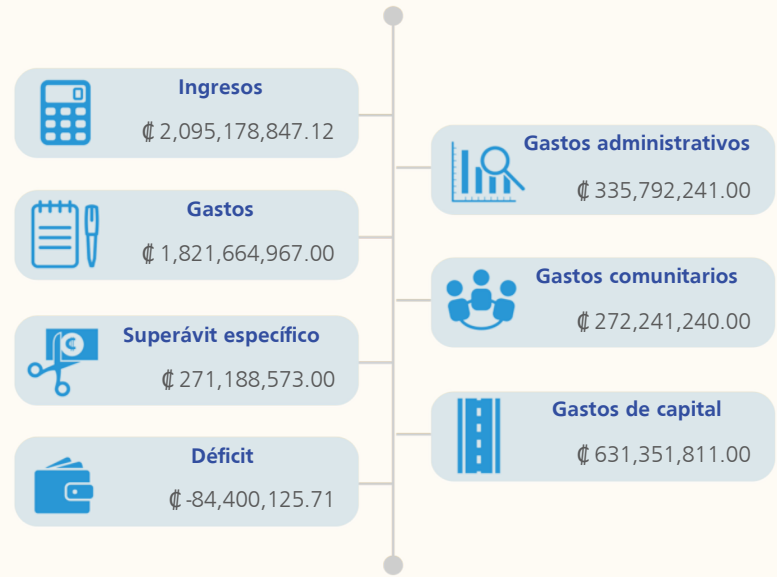 Ingresos
₡ 2,095,178,847.12
Gastos
₡ 1,821,664,967.00
Superávit específico
₡ 271,188,573.00
Déficit
₡ -84,400,125.71
Gastos administrativos
₡ 335,792,241.00
Gastos comunitarios
₡ 272,241,240.00
Gastos de capital
₡ 631,351,811.00